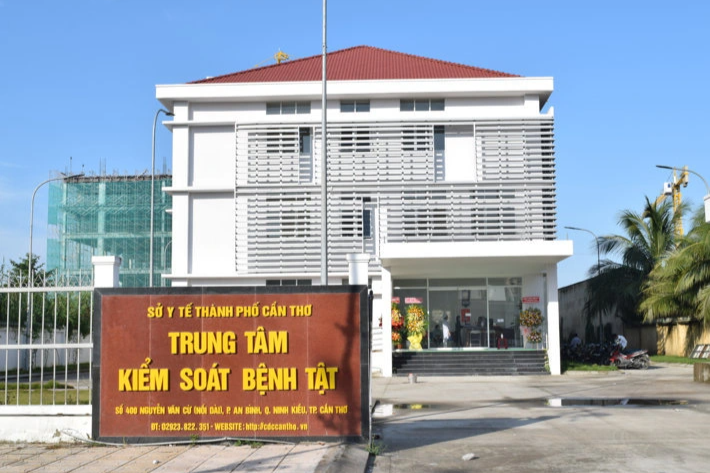 SỞ Y TẾ THÀNH PHỐ CẦN THƠ
TRUNG TÂM
KIỂM SOÁT BỆNH TẬT
SỐ 400 NGUYỄN VĂN CỪ (NỐI DÀI), P. AN BÌNH, Q. NINH KIỀU, TP. CẦN THƠ
ĐT: 02923.822.351 - WEBSITE: http://cdccantho.vn